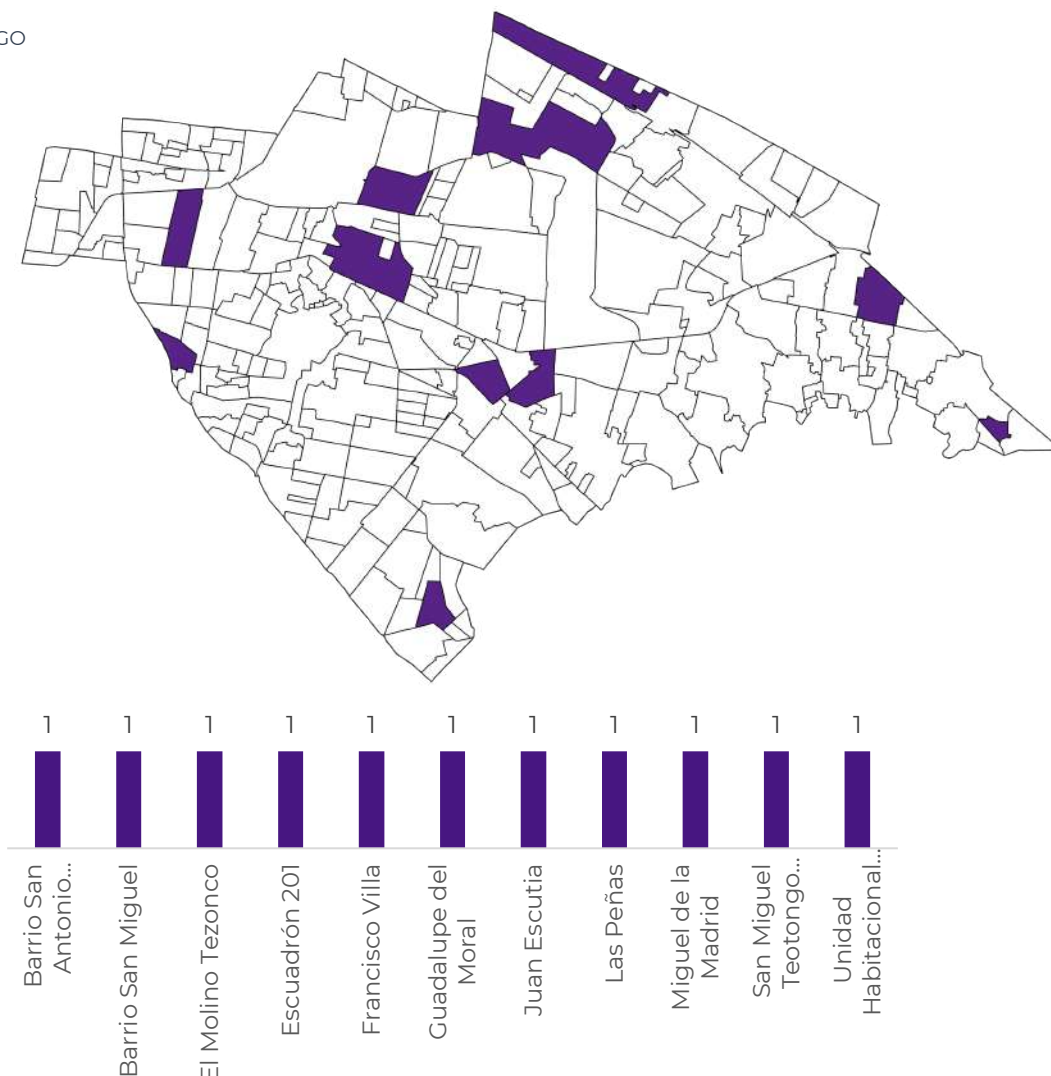 GO
1 1 1 1 1 1 1 1 1 1 1
Barrio San
Antonio...
Barrio San Miguel
El Molino Tezonco
Escuadrón 201
Francisco Villa
Guadalupe del
Moral
Juan Escutia
Las Peñas
Miguel de la
Madrid
San Miguel
Teotongo...
Unidad
Habitacional...